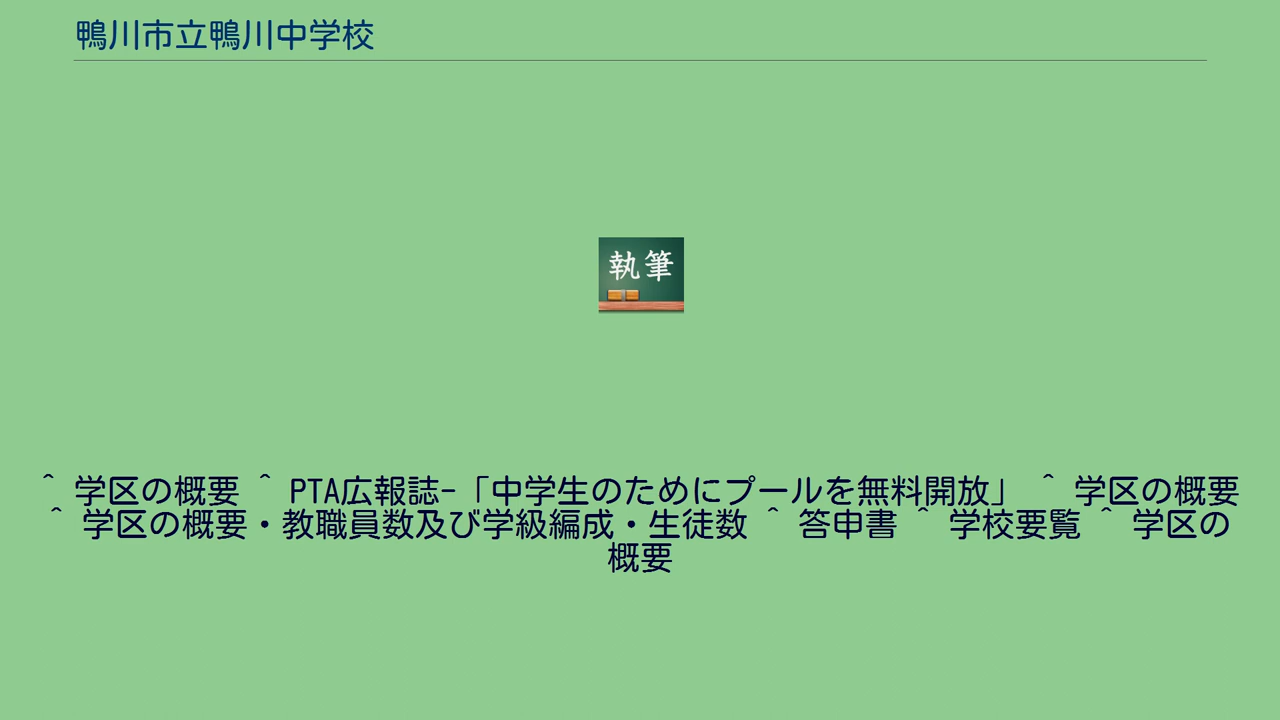 鴨川市立鴨川中学校
執筆
^ 学区の概要 ^ PTA広報誌-「中学生のためにプールを無料開放」 ^ 学区の概要
^ 学区の概要・教職員数及び学級編成・生徒数 ^ 答申書 ^ 学校要覧 ^ 学区の
概要